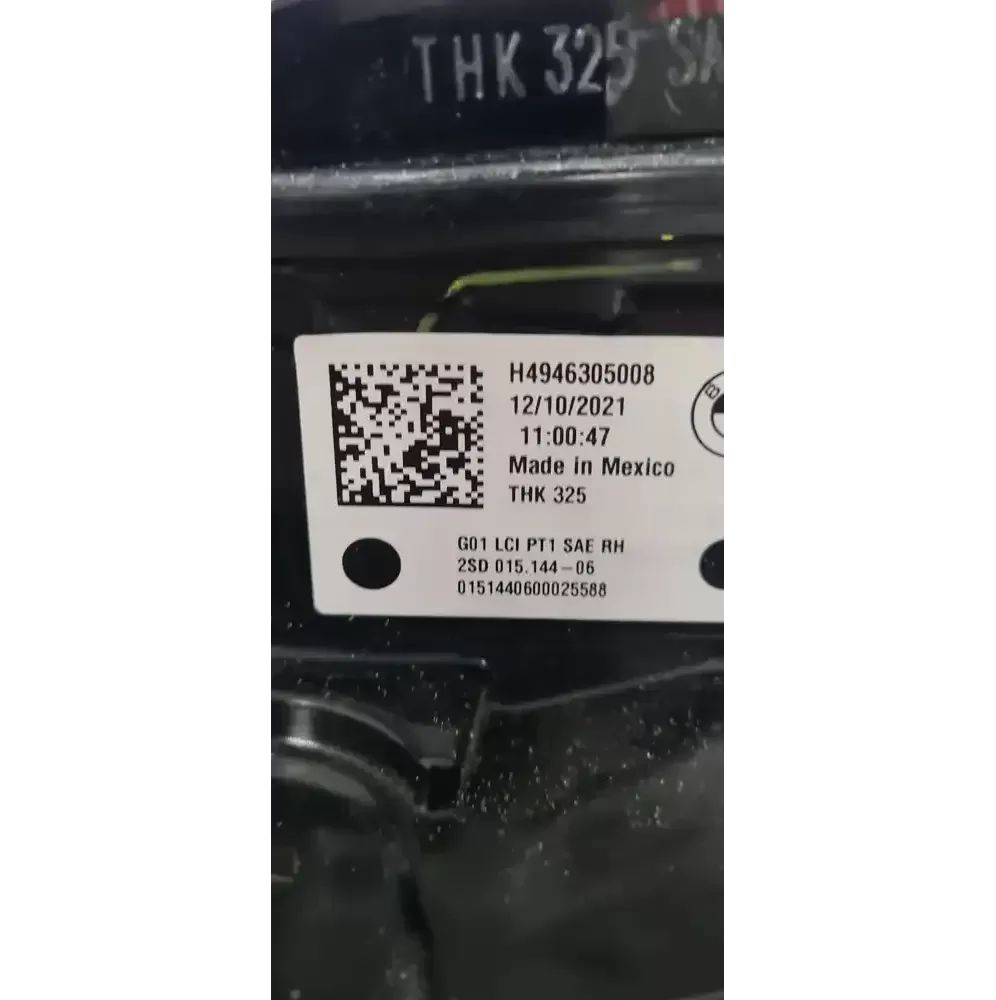 THK 325 SA
H4946305008
12/10/2021
11:00:47
Made in Mexico
THK 325
G01 LCI PT1 SAE RH
2SD 015.144-06
0151440600025588
B